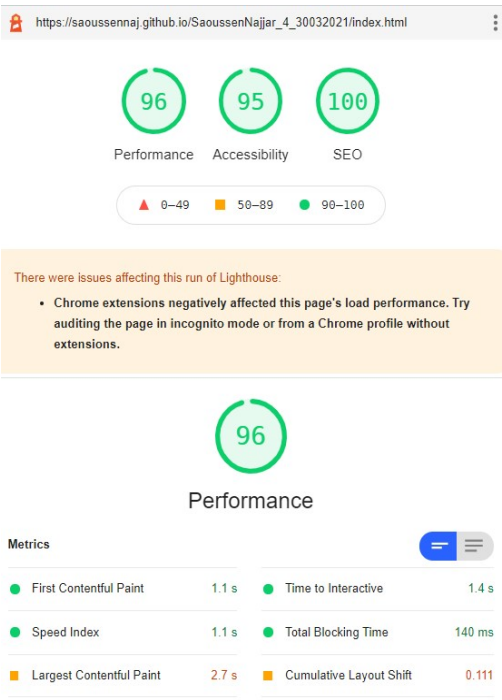 https://saoussennaj.github.io/SaoussenNajjar_4_30032021/index.html
96 95 100
Performance Accessibility SEO
0–49 50–89 90–100
There were issues affecting this run of Lighthouse:
• Chrome extensions negatively affected this page's load performance. Try
auditing the page in incognito mode or from a Chrome profile without
extensions.
96
Performance
Metrics
First Contentful Paint 1.1 s Time to Interactive 1.4 s
Speed Index 1.1 s Total Blocking Time 140 ms
Largest Contentful Paint 2.7 s Cumulative Layout Shift 0.111